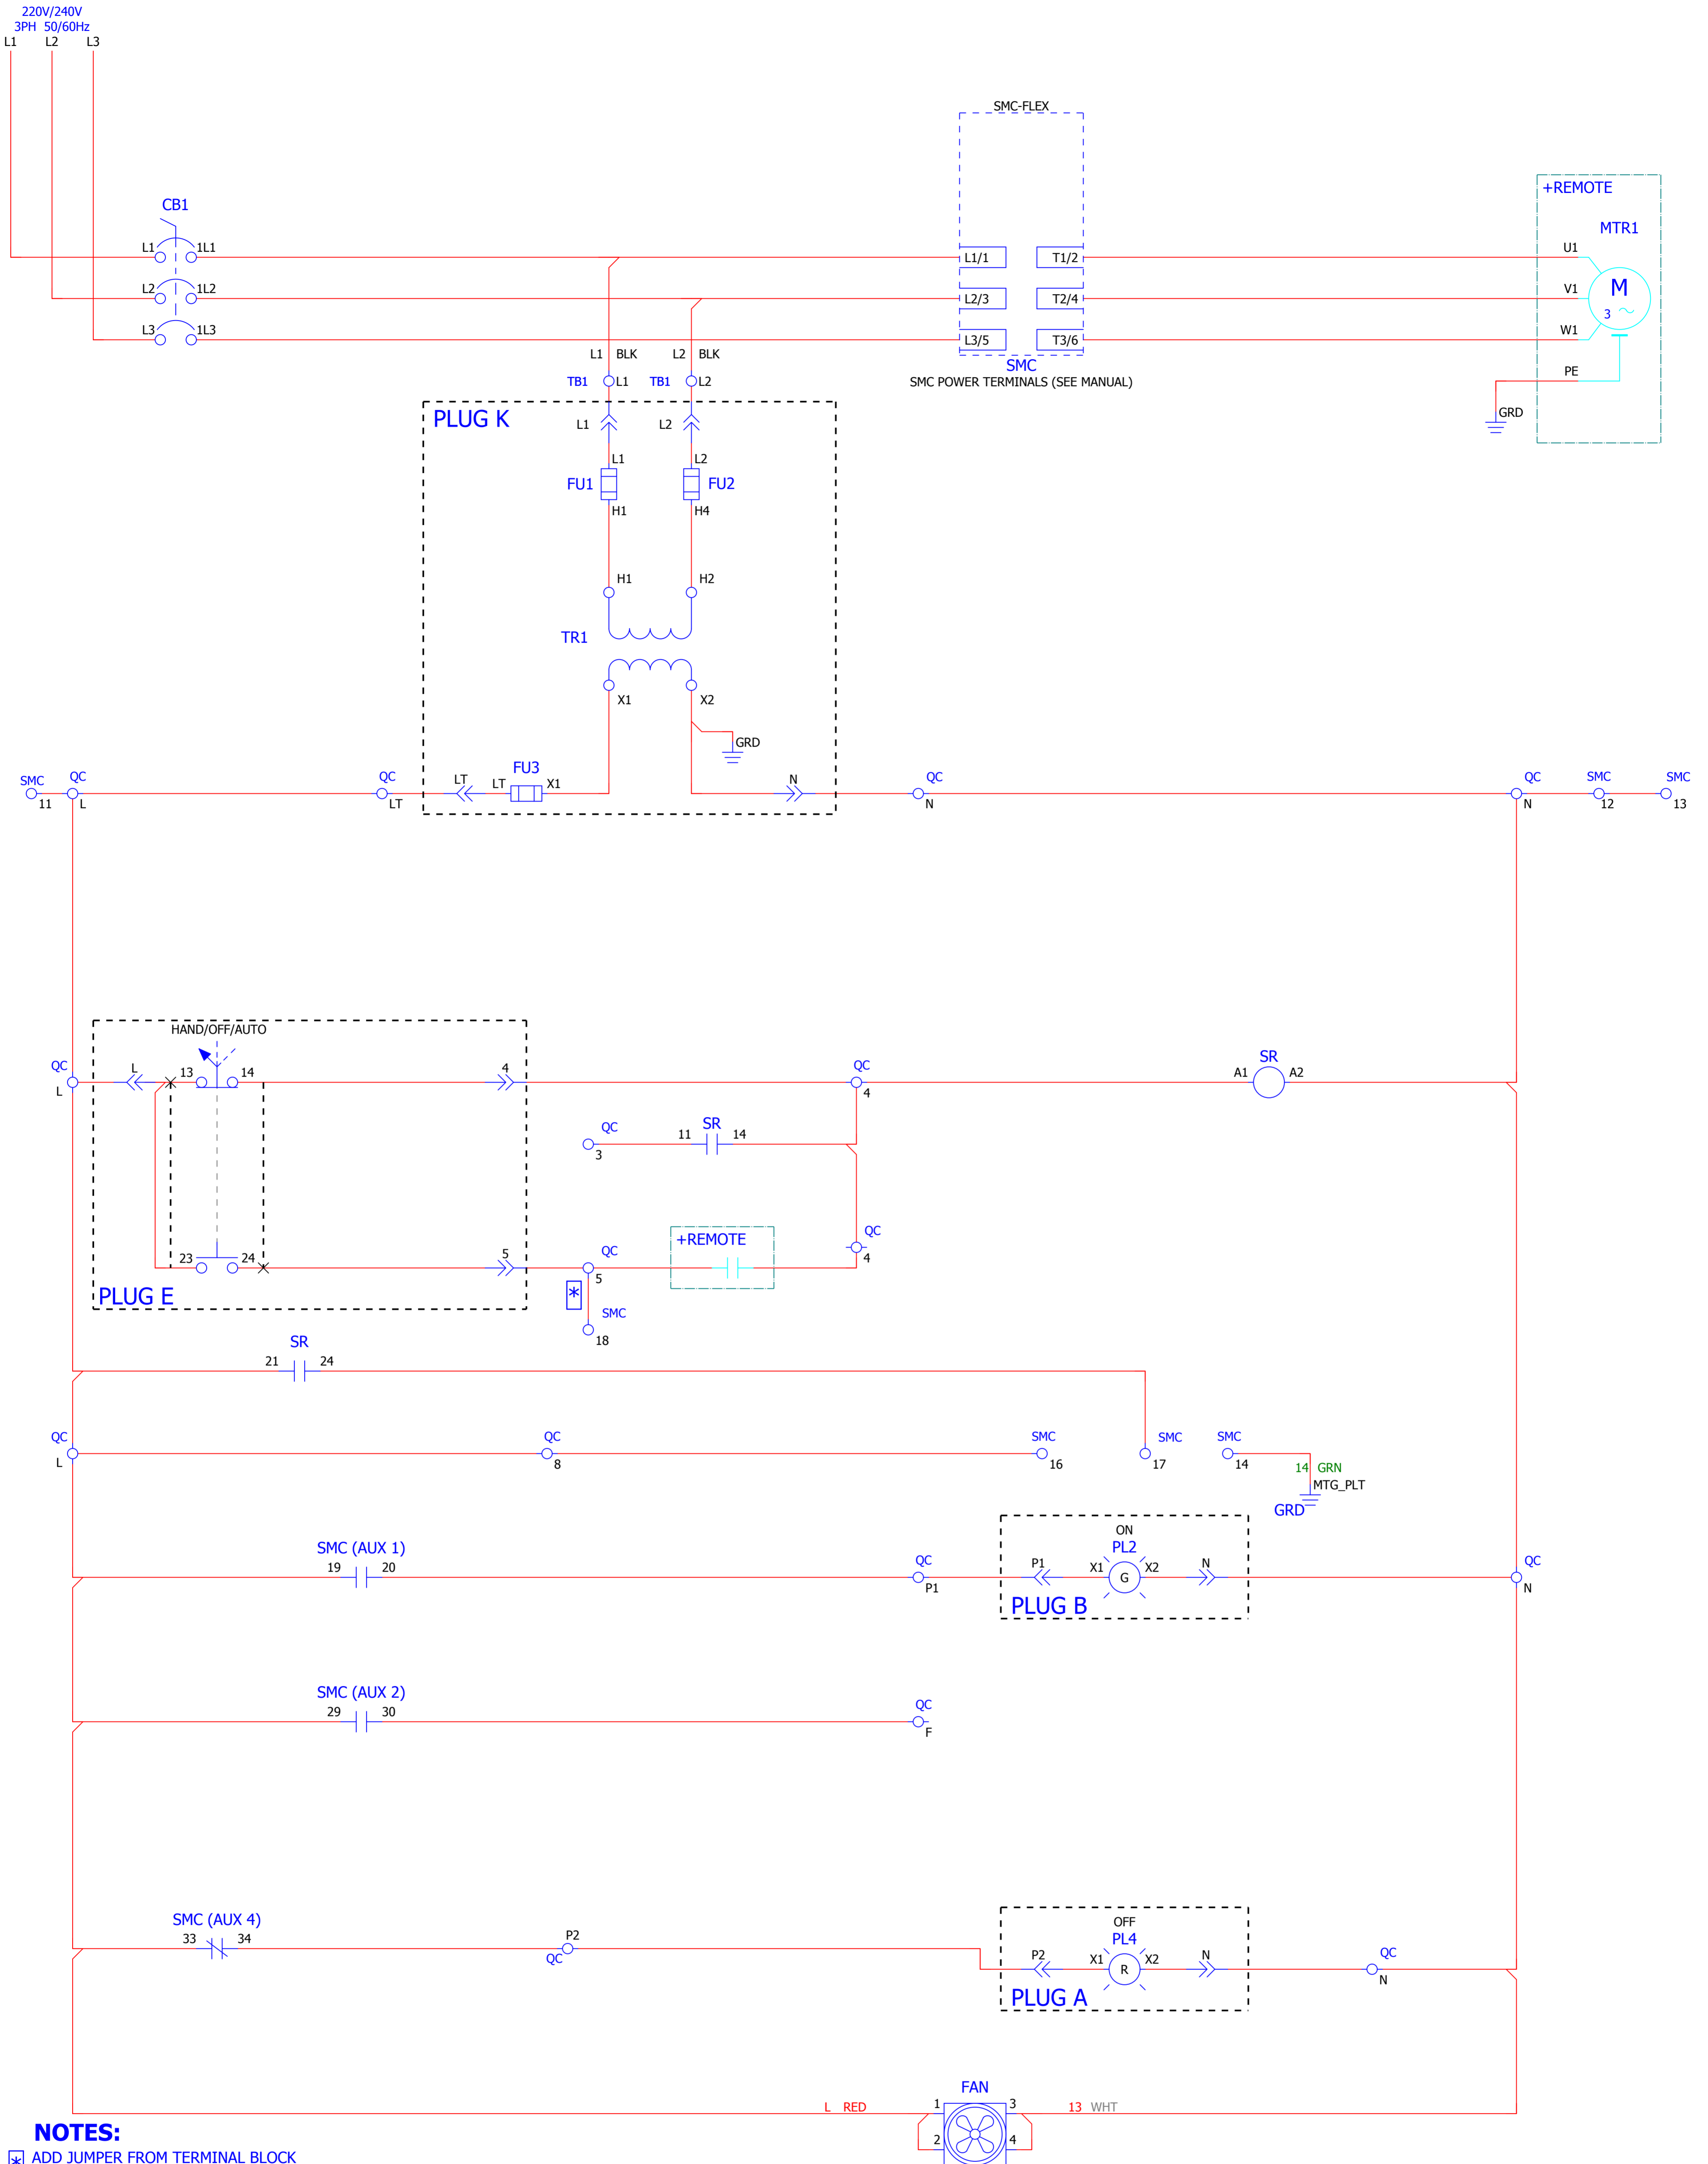 220V/240V
3PH 50/60Hz
L1 L2 L3
SMC-FLEX
+REMOTE
CB1
MTR1
L1 1L1 L1/1 T1/2 U1
L2 1L2 L2/3 T2/4 V1
M
3
L3 1L3 L3/5 T3/6 W1
L1 BLK L2 BLK
SMC
SMC POWER TERMINALS (SEE MANUAL)
PE
TB1 L1 TB1 L2
GRD
PLUG K
L1 L2
L1 L2
FU1 FU2
H1 H4
H1 H2
TR1
X1 X2
GRD
FU3
SMC QC QC LT LT X1 N QC QC SMC SMC
11 L LT N N 12 13
HAND/OFF/AUTO
QC L 13 14 4 QC SR
L 4 A1 A2
QC SR
3 11 14
+REMOTE
QC
4
23 24 5 QC
5
PLUG E
*
SMC
18
SR
21 24
QC QC SMC SMC SMC
L 8 16 17 14
14 GRN
MTG_PLT
GRD
ON
SMC (AUX 1) PL2
19 20 QC P1 X1 G X2 N QC
P1 N
PLUG B
SMC (AUX 2)
29 30 QC
F
OFF
SMC (AUX 4) PL4
33 34 P2
QC
P2 X1 R X2 N QC
N
PLUG A
FAN
L RED 1 3 13 WHT
2 4
NOTES:
* ADD JUMPER FROM TERMINAL BLOCK